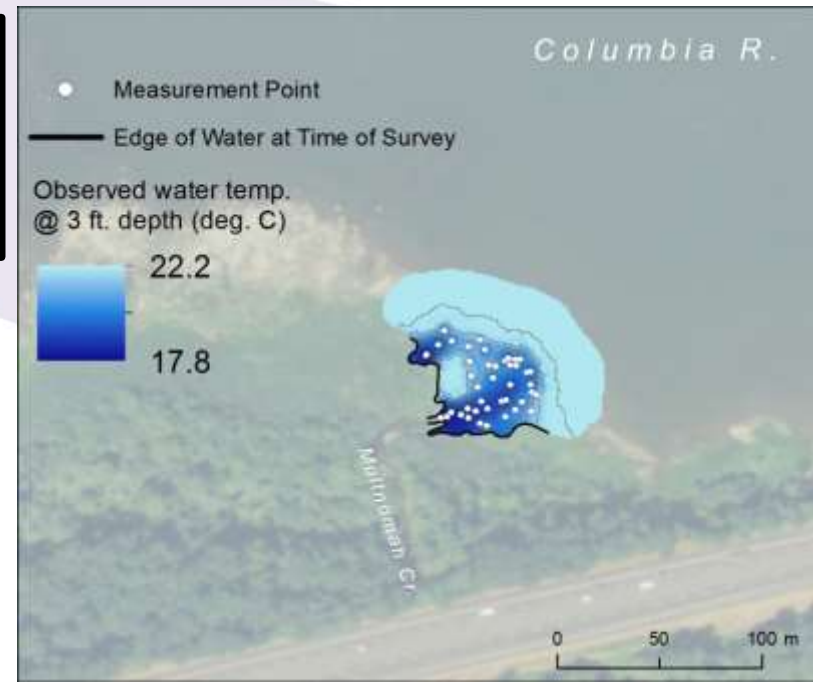 Columbia R.
Measurement Point
Edge of Water at Time of Survey
Observed water temp.
@ 3 ft. depth (deg. C)
22.2
17.8
Multnomah Cr.
0 50 100 m